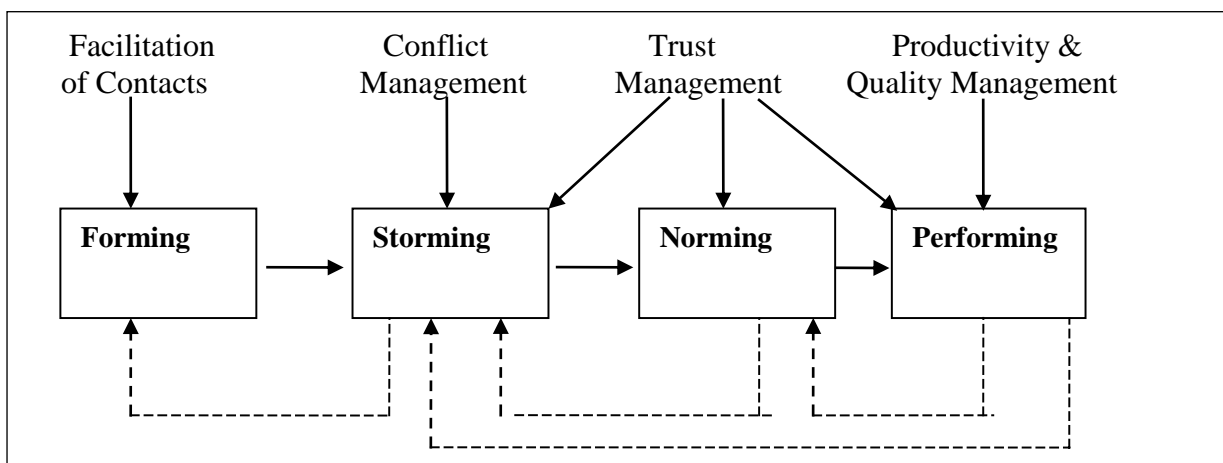 Facilitation
of Contacts
Conflict
Management
Trust
Management
Productivity &
Quality Management
Forming
Storming
Norming
Performing